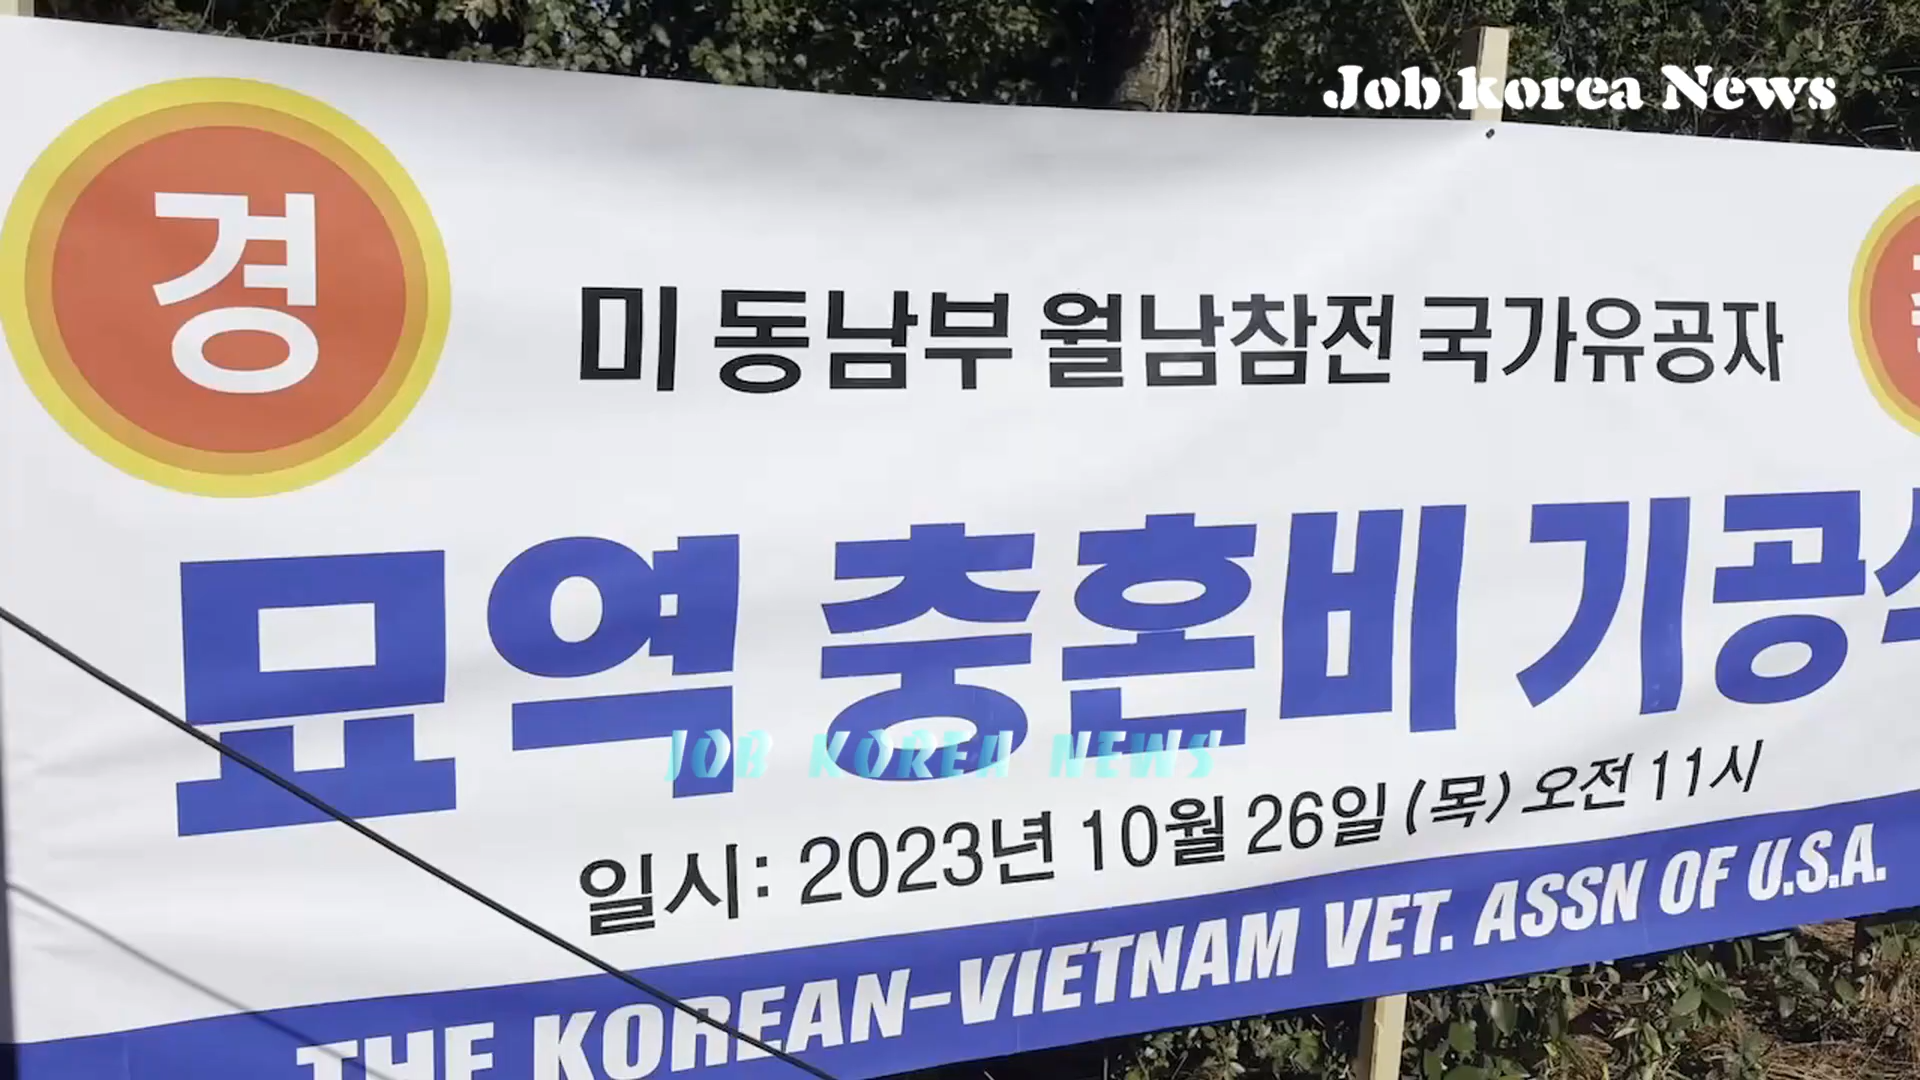 Job korea News
경
미 동남부 월남참전 국가유공자
묘역 충혼비 기공
JOB KOREA NEWS
일시: 2023년 10월 26일 (목) 오전 11시
THE KOREAN-VIETNAM VET. ASSN OF U.S.A.